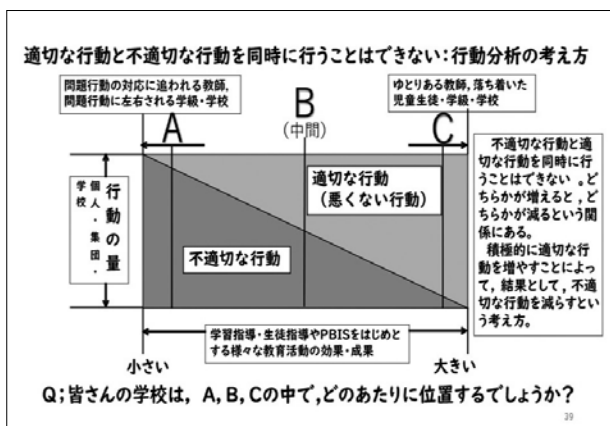 適切な行動と不適切な行動を同時に行うことはできない:行動分析の考え方
問題行動の対応に追われる教師,
問題行動に左右される学級・学校
B
(中間)
ゆとりある教師,落ち着いた
児童生徒・学級・学校
A
C
行動の量
個人・集団・
学校
適切な行動
(悪くない行動)
不適切な行動
不適切な行動と適
切な行動を同時に行
うことはできない 。ど
ちらかが増えると,ど
ちらかが減るという関
係にある。
積極的に適切な行
動を増やすことによっ
て,結果として,不適
切な行動を減らすとい
う考え方。
学習指導・生徒指導やPBISをはじめと
する様々な教育活動の効果・成果
小さい
大きい
Q;皆さんの学校は, A,B,Cの中で,どのあたりに位置するでしょうか?
39